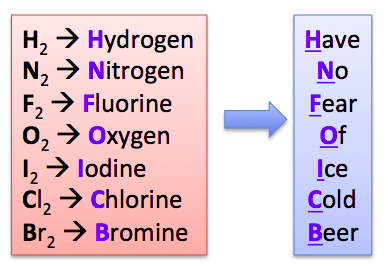 H₂ → Hydrogen
N₂ → Nitrogen
F₂ → Fluorine
O₂ → Oxygen
I₂ → Iodine
Cl₂ → Chlorine
Br₂ → Bromine
Have
No
Fear
Of
Ice
Cold
Beer